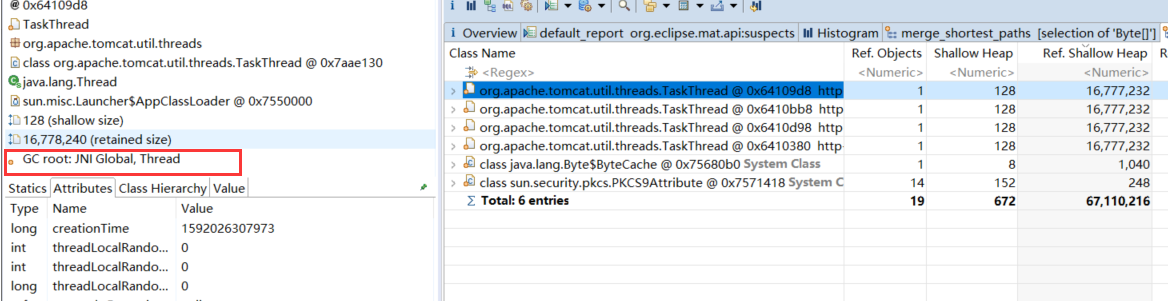 @ 0x64109d8
TaskThread
org.apache.tomcat.util.threads
class org.apache.tomcat.util.threads.TaskThread @ 0x7aae130
java.lang.Thread
sun.misc.Launcher$AppClassLoader @ 0x7550000
128 (shallow size)
16,778,240 (retained size)
GC root: JNI Global, Thread
Statics Attributes Class Hierarchy Value
Type Name Value
long creationTime 1592026307973
int threadLocalRando... 0
int threadLocalRando... 0
long threadLocalRando... 0
i Overview default_report org.eclipse.mat.api:suspects Histogram merge_shortest_paths [selection of 'Byte[]']
Class Name Ref. Objects Shallow Heap Ref. Shallow Heap
<Regex> <Numeric> <Numeric> <Numeric>
org.apache.tomcat.util.threads.TaskThread @ 0x64109d8 http 1 128 16,777,232
org.apache.tomcat.util.threads.TaskThread @ 0x6410bb8 http 1 128 16,777,232
org.apache.tomcat.util.threads.TaskThread @ 0x6410d98 http 1 128 16,777,232
org.apache.tomcat.util.threads.TaskThread @ 0x6410380 http- 1 128 16,777,232
class java.lang.Byte$ByteCache @ 0x75680b0 System Class 1 8 1,040
class sun.security.pkcs.PKCS9Attribute @ 0x7571418 System C 14 152 248
Σ Total: 6 entries 19 672 67,110,216